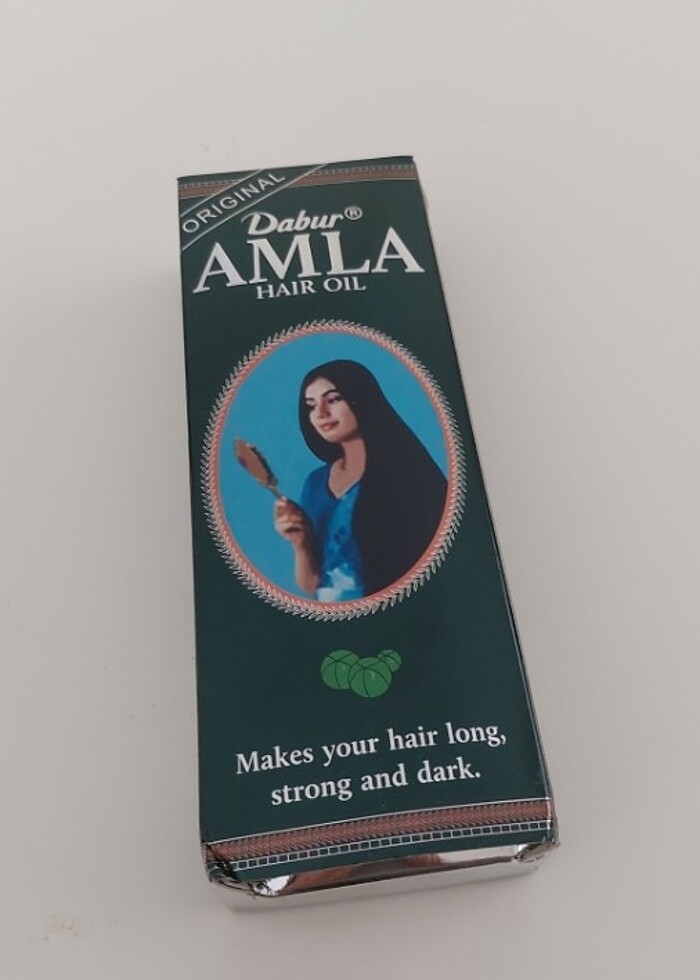 ORIGINAL
Dabur®
AMLA
HAIR OIL
Makes your hair long,
strong and dark.